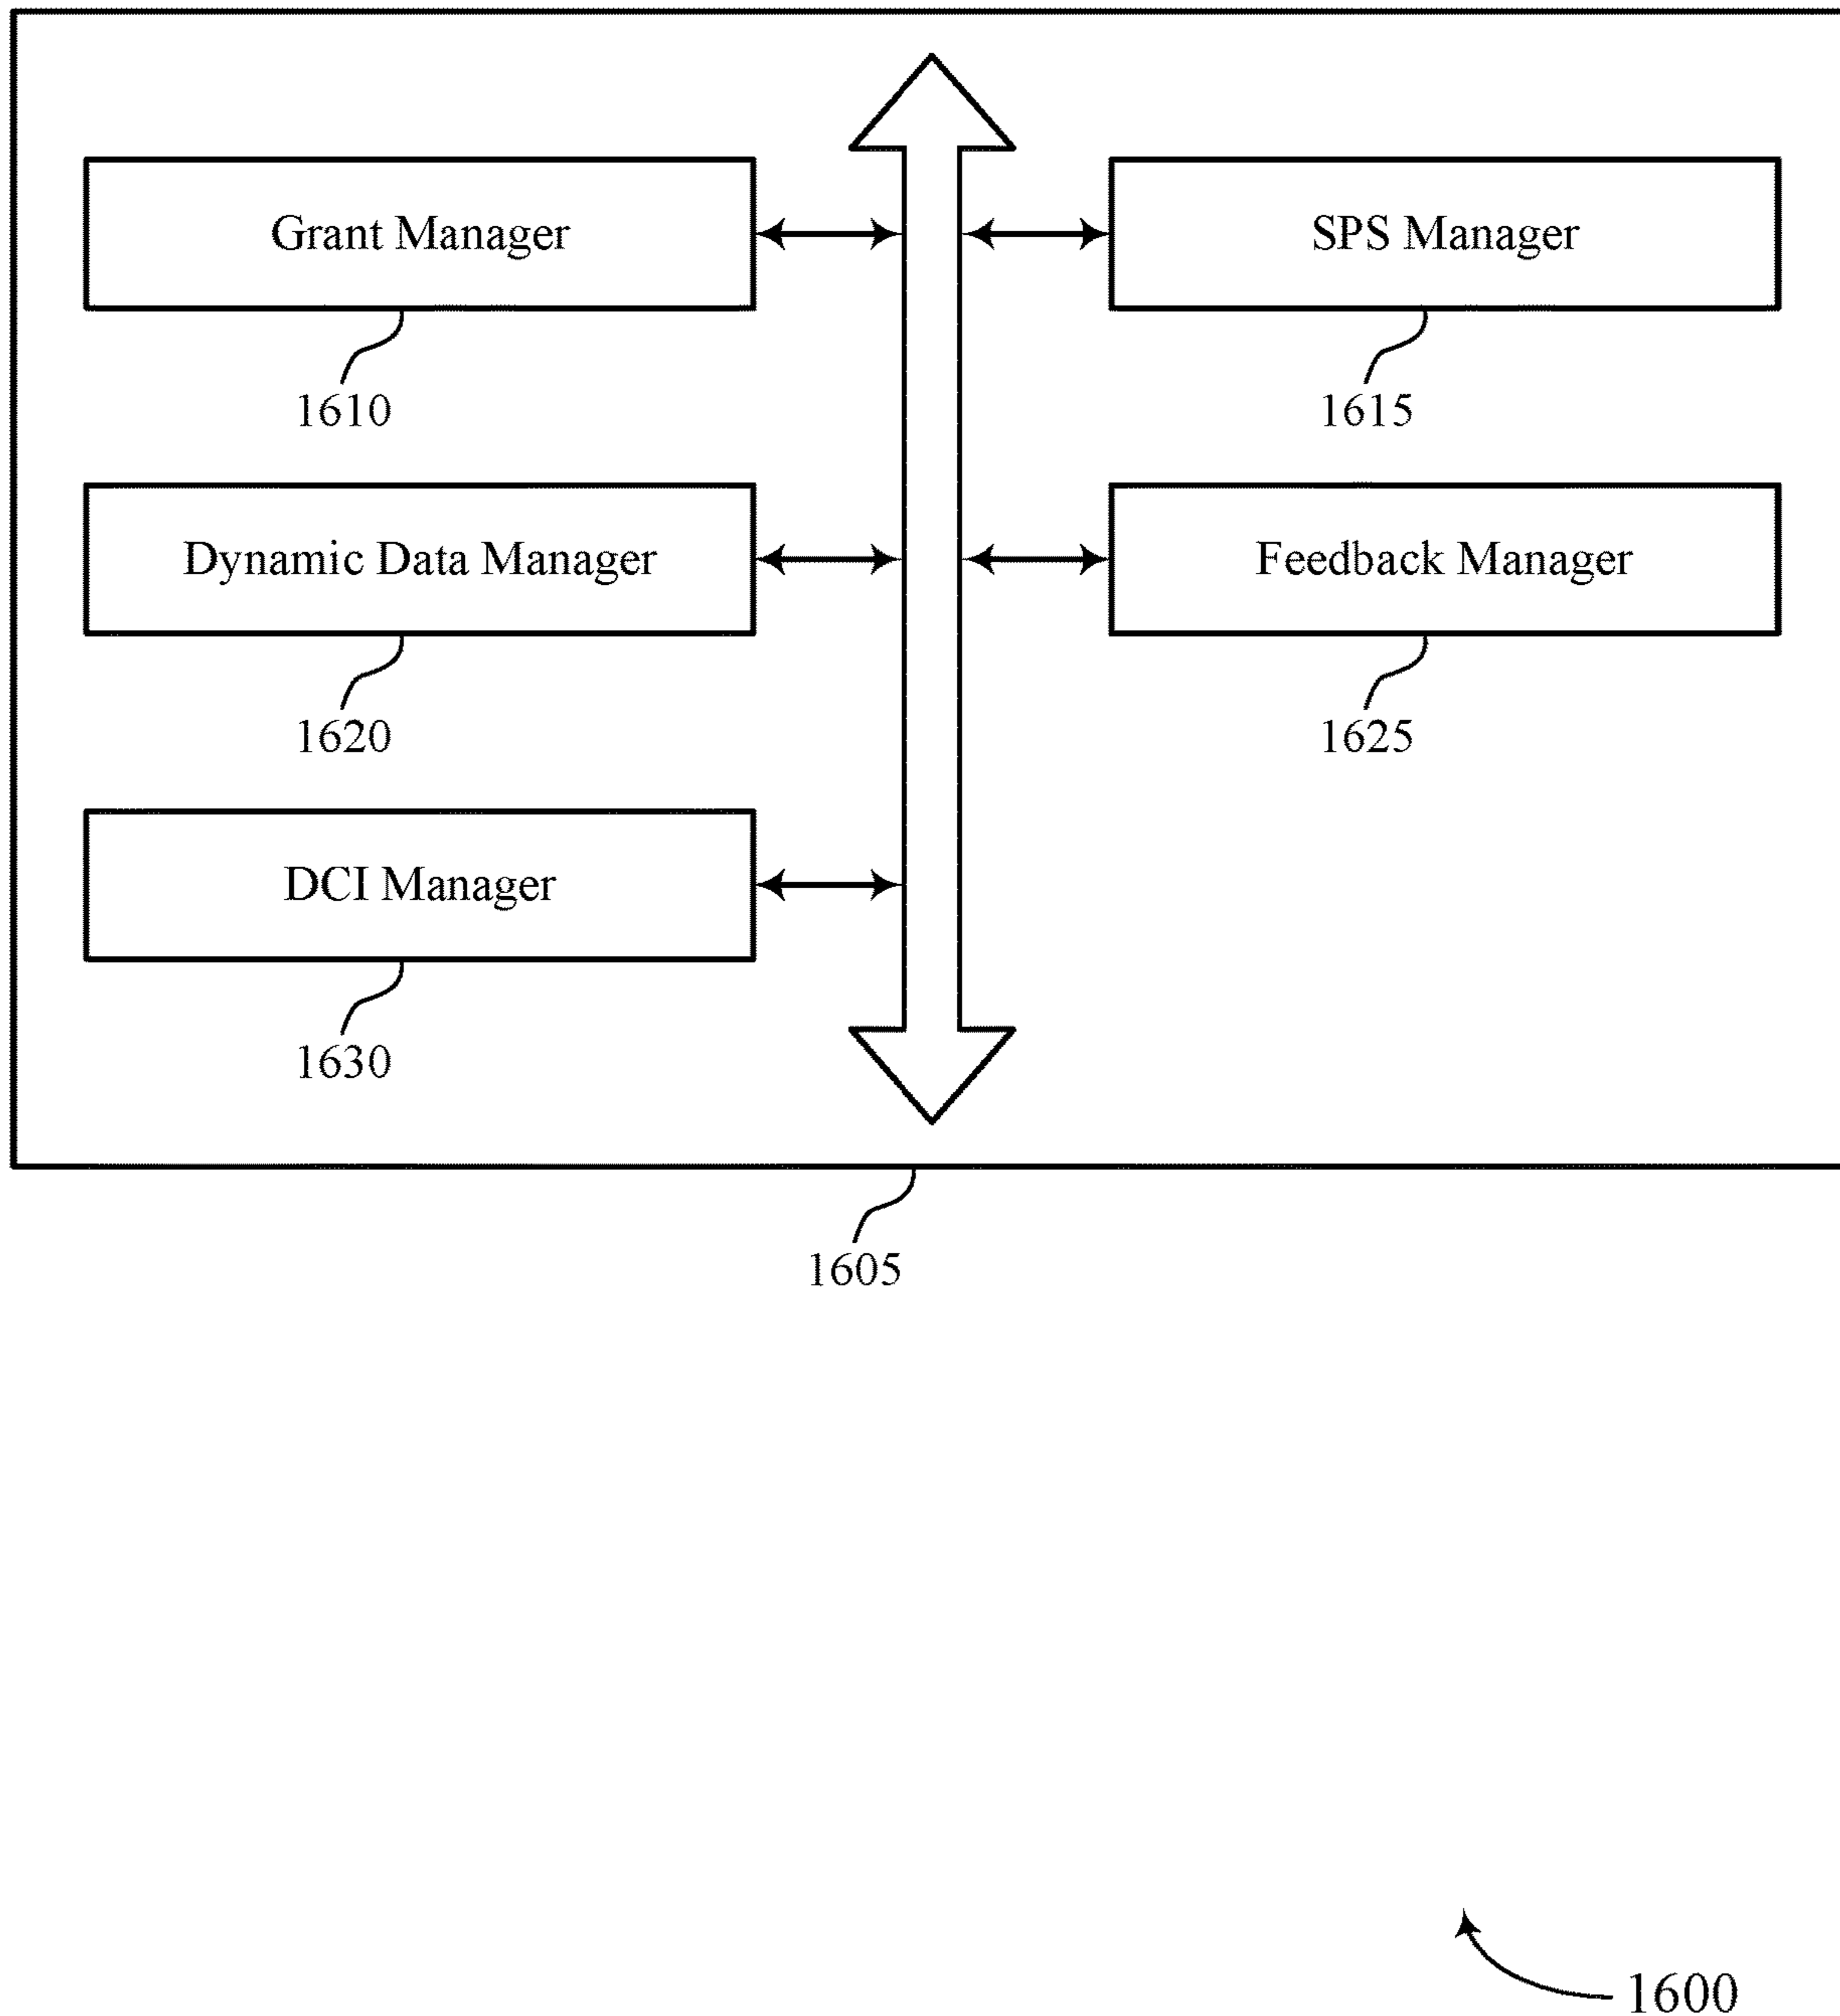 Grant Manager
SPS Manager
1610
1615
Dynamic Data Manager
Feedback Manager
1620
1625
DCI Manager
1630
1605
1600